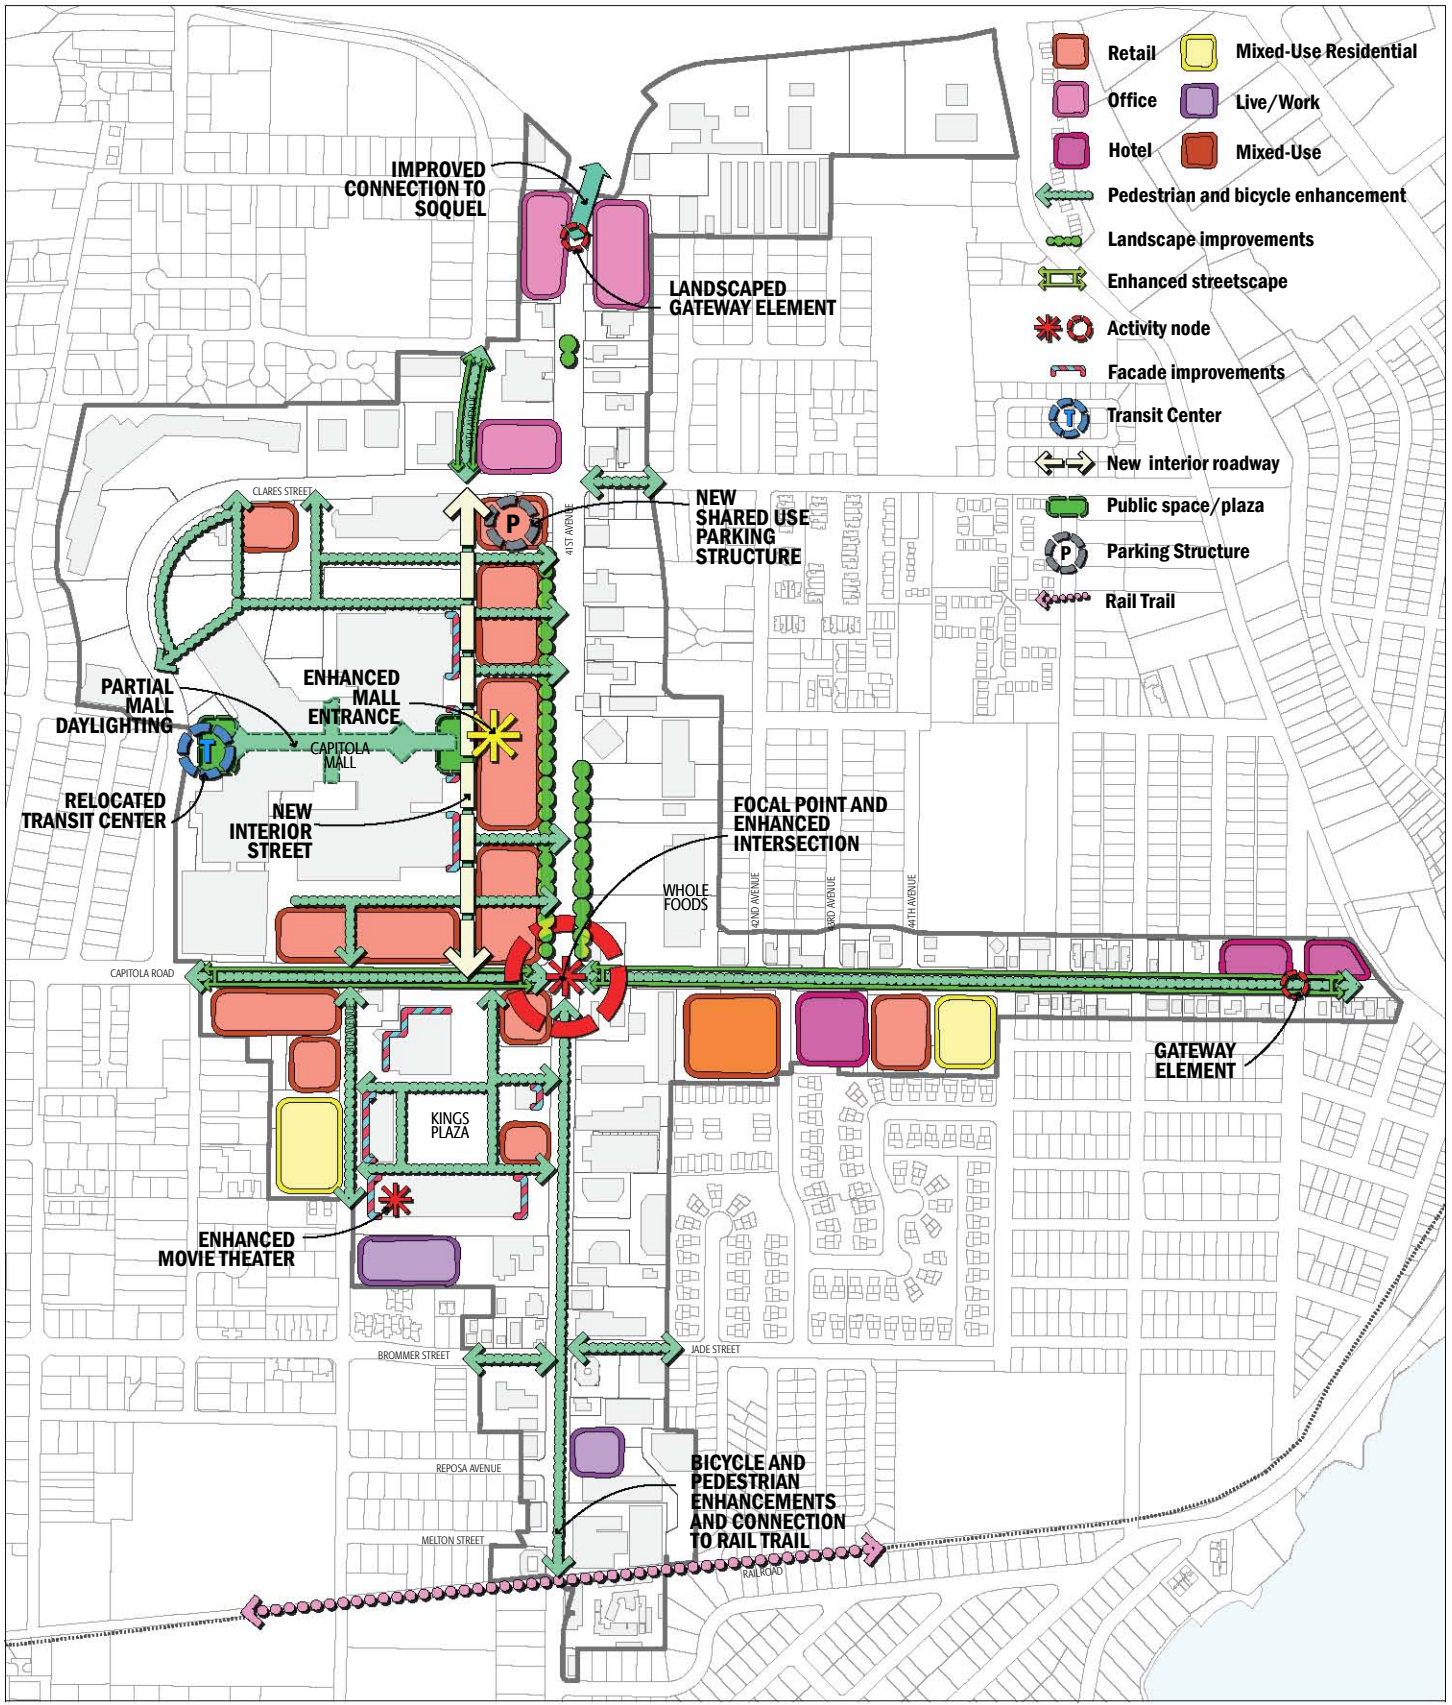 Retail
Mixed-Use Residential
Office
Live/Work
Hotel
Mixed-Use
Pedestrian and bicycle enhancement
Landscape improvements
Enhanced streetscape
Activity node
Facade improvements
T
Transit Center
New interior roadway
Public space/plaza
P
Parking Structure
Rail Trail
IMPROVED
CONNECTION TO
SOQUEL
LANDSCAPED
GATEWAY ELEMENT
CLARES STREET
41ST AVENUE
P
NEW
SHARED USE
PARKING
STRUCTURE
PARTIAL
MALL
DAYLIGHTING
ENHANCED
MALL
ENTRANCE
T
CAPITOLA
MALL
RELOCATED
TRANSIT CENTER
NEW
INTERIOR
STREET
FOCAL POINT AND
ENHANCED
INTERSECTION
WHOLE
FOODS
42ND AVENUE
43RD AVENUE
44TH AVENUE
CAPITOLA ROAD
GATEWAY
ELEMENT
KINGS
PLAZA
ENHANCED
MOVIE THEATER
BROMMER STREET
JADE STREET
REPOSA AVENUE
BICYCLE AND
PEDESTRIAN
ENHANCEMENTS
AND CONNECTION
TO RAIL TRAIL
MELTON STREET
RAILROAD